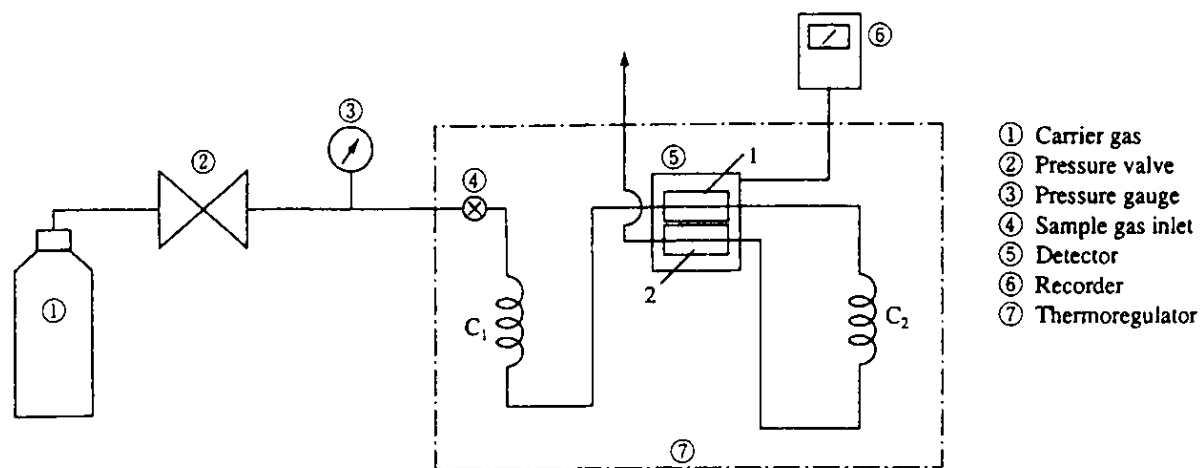 ⑥
③
② 1
⑤
④
2
①
C₁
C₂
⑦
① Carrier gas
② Pressure valve
③ Pressure gauge
④ Sample gas inlet
⑤ Detector
⑥ Recorder
⑦ Thermoregulator